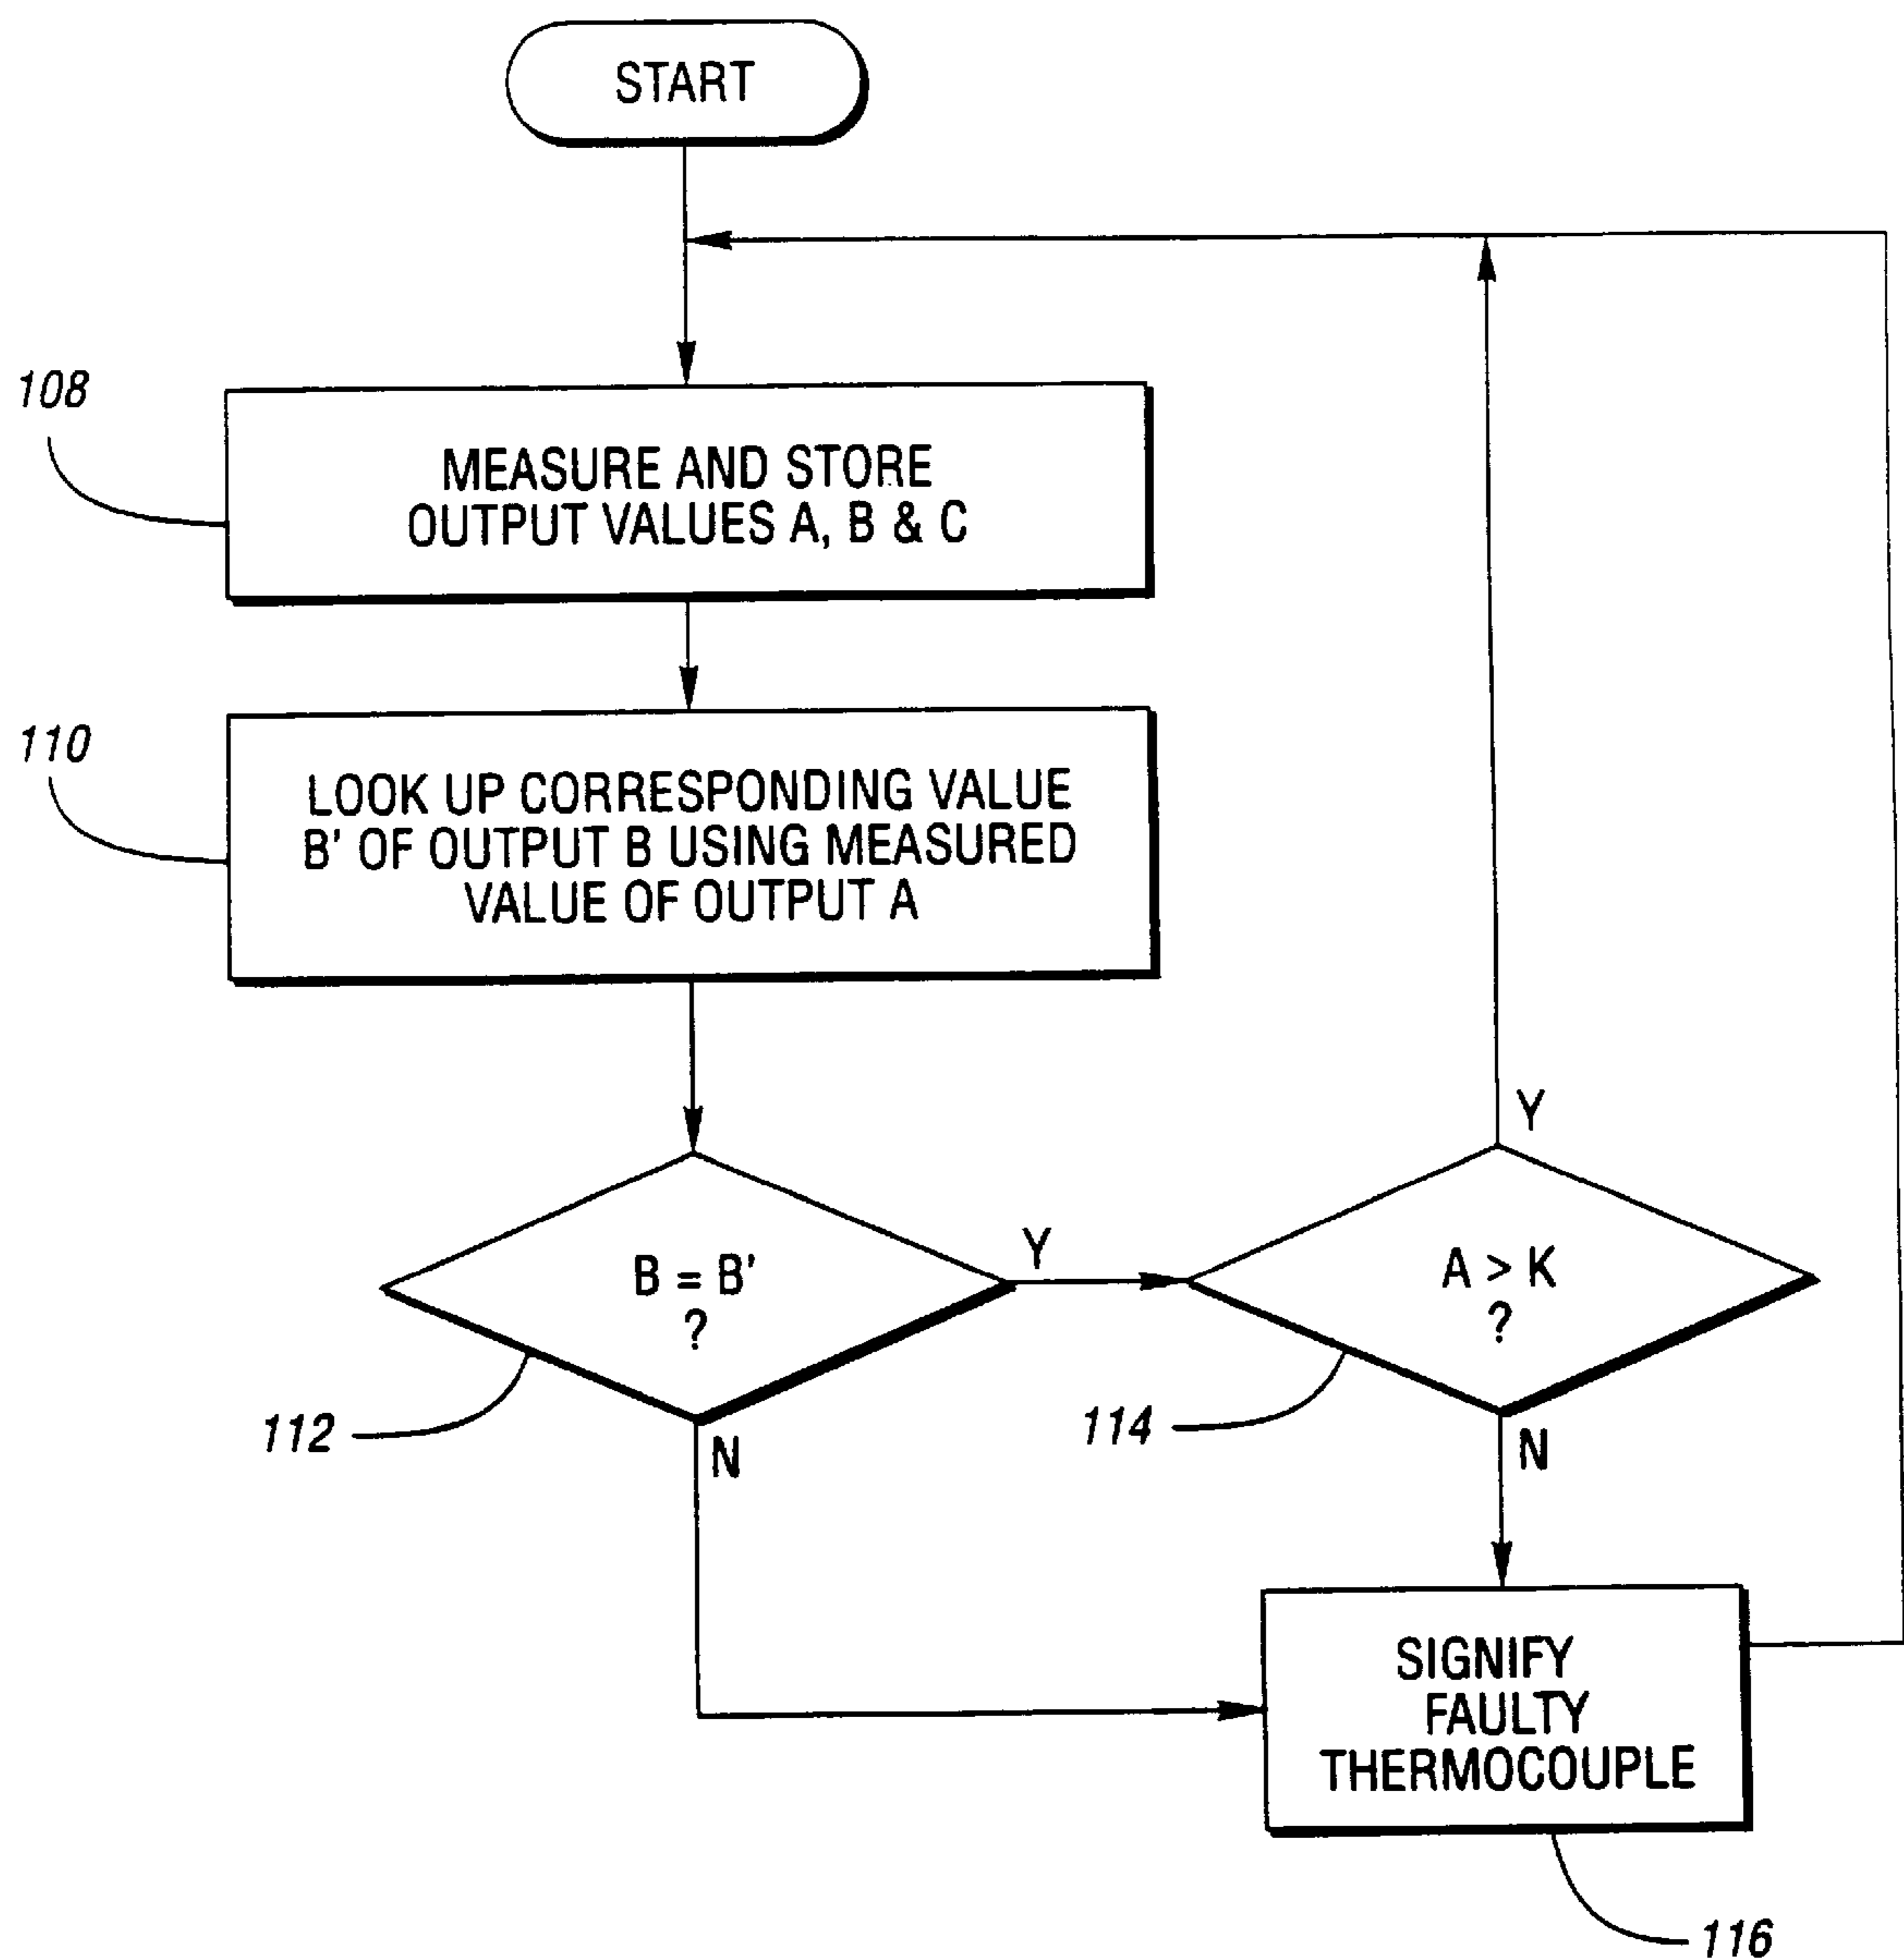 START
108
MEASURE AND STORE
OUTPUT VALUES A, B & C
110
LOOK UP CORRESPONDING VALUE
B' OF OUTPUT B USING MEASURED
VALUE OF OUTPUT A
B = B'
?
Y
N
112
A > K
?
Y
N
114
SIGNIFY
FAULTY
THERMOCOUPLE
116